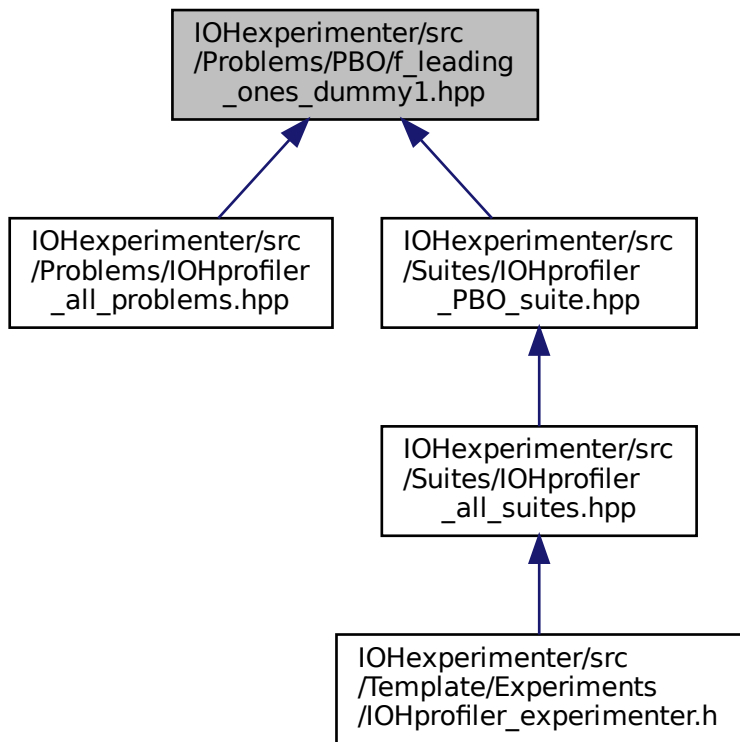 IOHexperimenter/src
/Problems/PBO/f_leading
_ones_dummy1.hpp
IOHexperimenter/src
/Problems/IOHprofiler
_all_problems.hpp
IOHexperimenter/src
/Suites/IOHprofiler
_PBO_suite.hpp
IOHexperimenter/src
/Suites/IOHprofiler
_all_suites.hpp
IOHexperimenter/src
/Template/Experiments
/IOHprofiler_experimenter.h